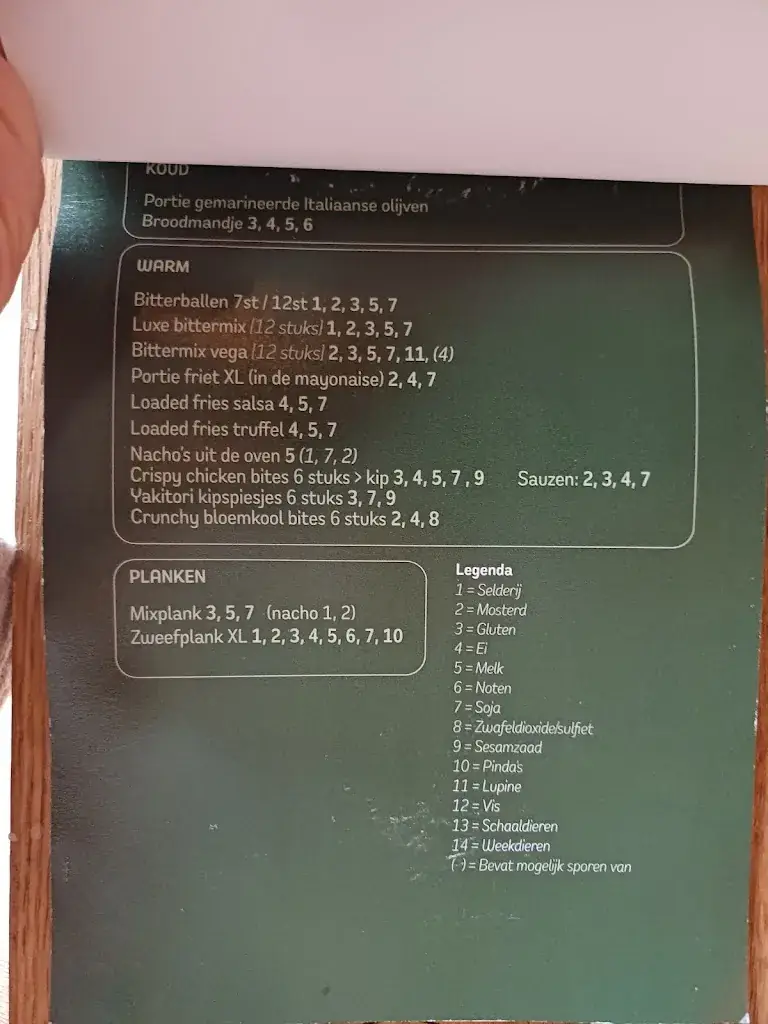 KOUD
Portie gemarineerde Italiaanse olijven
Broodmandje 3, 4, 5, 6
WARM
Bitterballen 7st / 12st 1, 2, 3, 5, 7
Luxe bittermix [12 stuks] 1, 2, 3, 5, 7
Bittermix vega [12 stuks] 2, 3, 5, 7, 11, (4)
Portie friet XL (in de mayonaise) 2, 4, 7
Loaded fries salsa 4, 5, 7
Loaded fries truffel 4, 5, 7
Nacho's uit de oven 5 (1, 7, 2)
Crispy chicken bites 6 stuks > kip 3, 4, 5, 7 , 9 Sauzen: 2, 3, 4, 7
Yakitori kipspiesjes 6 stuks 3, 7, 9
Crunchy bloemkool bites 6 stuks 2, 4, 8
PLANKEN
Mixplank 3, 5, 7 (nacho 1, 2)
Zweefplank XL 1, 2, 3, 4, 5, 6, 7, 10
Legenda
1 = Selderij
2 = Mosterd
3 = Gluten
4 = Ei
5 = Melk
6 = Noten
7 = Soja
8 = Zwafeldioxide/sulfiet
9 = Sesamzaad
10 = Pinda's
11 = Lupine
12 = Vis
13 = Schaaldieren
14 = Weekdieren
( ) = Bevat mogelijk sporen van